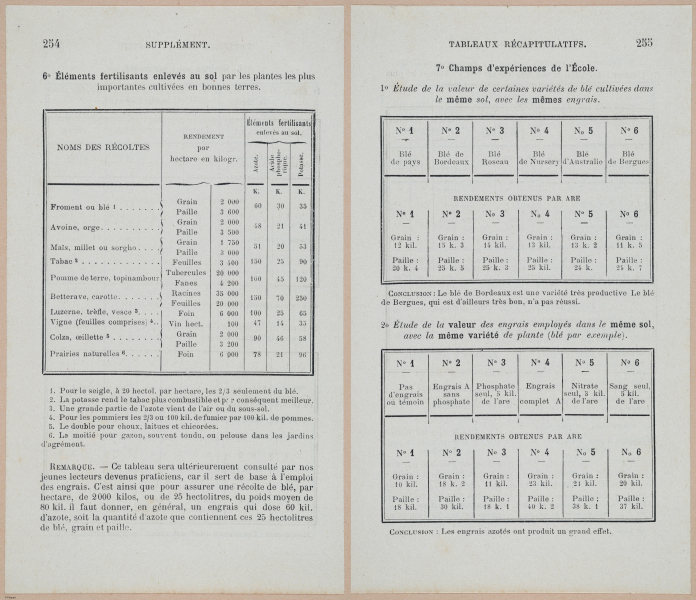 254
SUPPLÉMENT.
6° Éléments fertilisants enlevés au sol par les plantes les plus
importantes cultivées en bonnes terres.
NOMS DES RÉCOLTES
RENDEMENT
par
hectare en kilogr.
Éléments fertilisants
enlevés au sol.
Azote.
Acide phosphorique.
Potasse.
K. K. K.
Froment ou blé 1 . . . . . . . Grain 2 000 60 30 35
Paille 3 600
Avoine, orge. . . . . . . . . Grain 2 000 48 21 41
Paille 3 500
Maïs, millet ou sorgho . . . . Grain 1 750 51 20 53
Paille 3 000
Tabac 2 . . . . . . . . . . . Feuilles 3 400 150 25 90
Pomme de terre, topinambour Tubercules 20 000 100 45 120
Fanes 4 200
Betterave, carotte. . . . . . . Racines 35 000 150 70 250
Feuilles 20 000
Luzerne, trèfle, vesce 3. . . . Foin 6 000 100 25 65
Vigne (feuilles comprises) 4. . Vin hect. 100 47 14 35
Colza, œillette 5 . . . . . . . Grain 2 000 90 46 38
Paille 3 200
Prairies naturelles 6. . . . . . Foin 6 000 78 21 96
1. Pour le seigle, à 20 hectol. par hectare, les 2/3 seulement du blé.
2. La potasse rend le tabac plus combustible et par conséquent meilleur.
3. Une grande partie de l'azote vient de l'air ou du sous-sol.
4. Pour les pommiers les 2/3 ou 100 kil. de fumier par 100 kil. de pommes.
5. Le double pour choux, laitues et chicorées.
6. La moitié pour gazon, souvent tondu, en pelouse dans les jardins
d'agrément.
REMARQUE. — Ce tableau sera ultérieurement consulté par nos
jeunes lecteurs devenus praticiens, car il sert de base à l'emploi
des engrais. C'est ainsi que pour assurer une récolte de blé, par
hectare, de 2000 kilos, ou de 25 hectolitres, du poids moyen de
80 kil. il faut donner, en général, un engrais qui dose 60 kil.
d'azote, soit la quantité d'azote que contiennent ces 25 hectolitres
de blé, grain et paille.
TABLEAUX RÉCAPITULATIFS.
255
7° Champs d'expériences de l'École.
1° Étude de la valeur de certaines variétés de blé cultivées dans
le même sol, avec les mêmes engrais.
N° 1 N° 2 N° 3 N° 4 N° 5 N° 6
Blé Blé de Blé Blé Blé Blé
de pays Bordeaux Roseau de Nursery d'Australie de Bergues
RENDEMENTS OBTENUS PAR ARE
N° 1 N° 2 N° 3 N° 4 N° 5 N° 6
Grain : Grain : Grain : Grain : Grain : Grain :
12 kil. 15 k. 3 14 kil. 13 kil. 13 k. 2 11 k. 5
Paille : Paille : Paille : Paille : Paille : Paille :
20 k. 4 25 k. 5 25 k. 3 25 kil. 24 k. 24 k. 7
CONCLUSION : Le blé de Bordeaux est une variété très productive Le blé
de Bergues, qui est d'ailleurs très bon, n'a pas réussi.
2° Étude de la valeur des engrais employés dans le même sol,
avec la même variété de plante (blé par exemple).
N° 1 N° 2 N° 3 N° 4 N° 5 N° 6
Pas Engrais A Phosphate Engrais Nitrate Sang seul,
d'engrais sans seul, 5 kil. complet A seul, 3 kil. 5 kil.
ou témoin phosphate de l'are de l'are de l'are
RENDEMENTS OBTENUS PAR ARE
N° 1 N° 2 N° 3 N° 4 N° 5 N° 6
Grain : Grain : Grain : Grain : Grain : Grain :
10 kil. 18 k. 2 11 kil. 23 kil. 21 kil. 20 kil.
Paille : Paille : Paille : Paille : Paille : Paille :
18 kil. 30 kil. 18 k. 1 40 k. 2 38 k. 1 37 kil.
CONCLUSION : Les engrais azotés ont produit un grand effet.